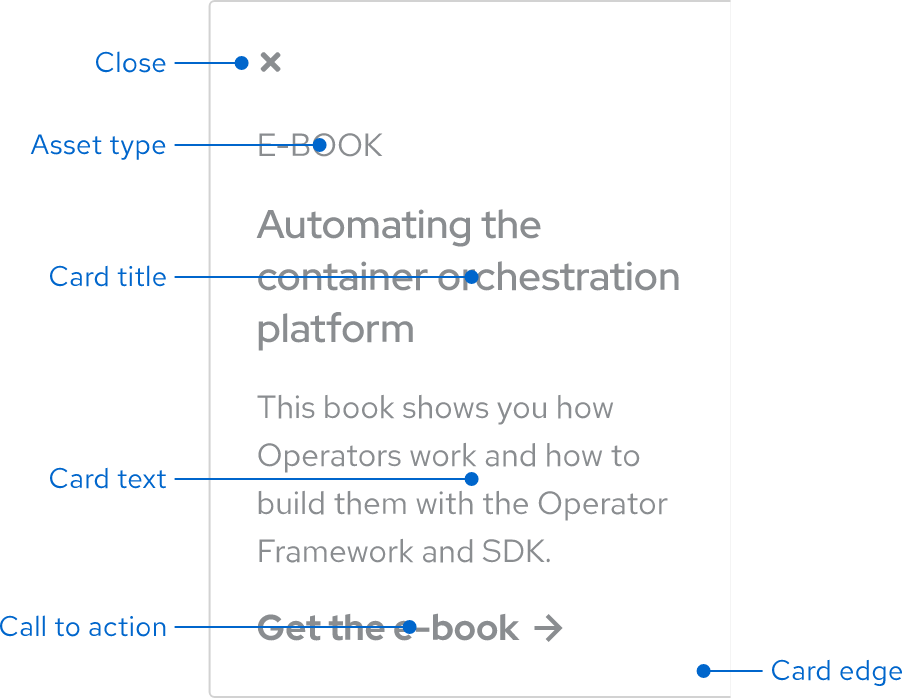 Close
Asset type
E-BOOK
Automating the
Card title
container orchestration
platform
This book shows you how
Operators work and how to
Card text
build them with the Operator
Framework and SDK.
Call to action
Get the e-book →
Card edge